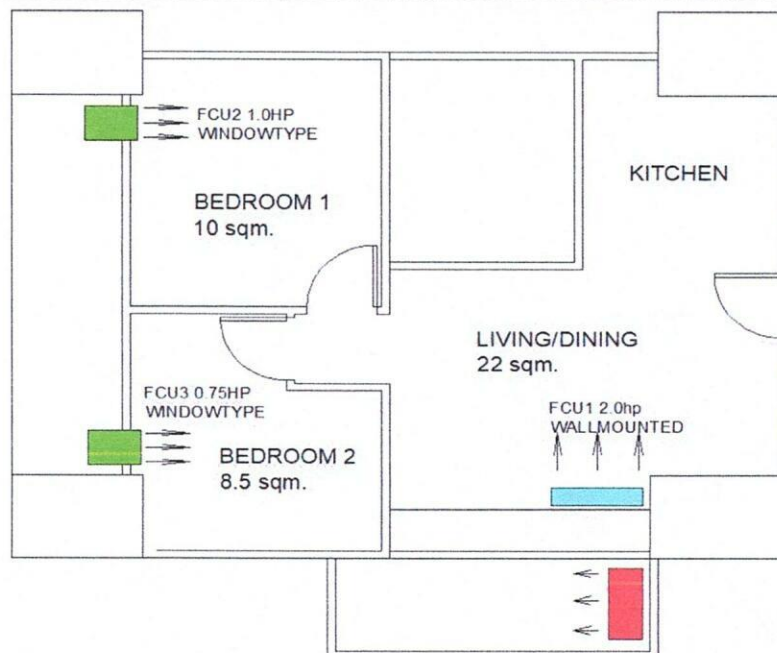 FCU2 1.0HP
WINDOWTYPE
BEDROOM 1
10 sqm.
KITCHEN
LIVING/DINING
22 sqm.
FCU1 2.0hp
WALLMOUNTED
FCU3 0.75HP
WINDOWTYPE
BEDROOM 2
8.5 sqm.